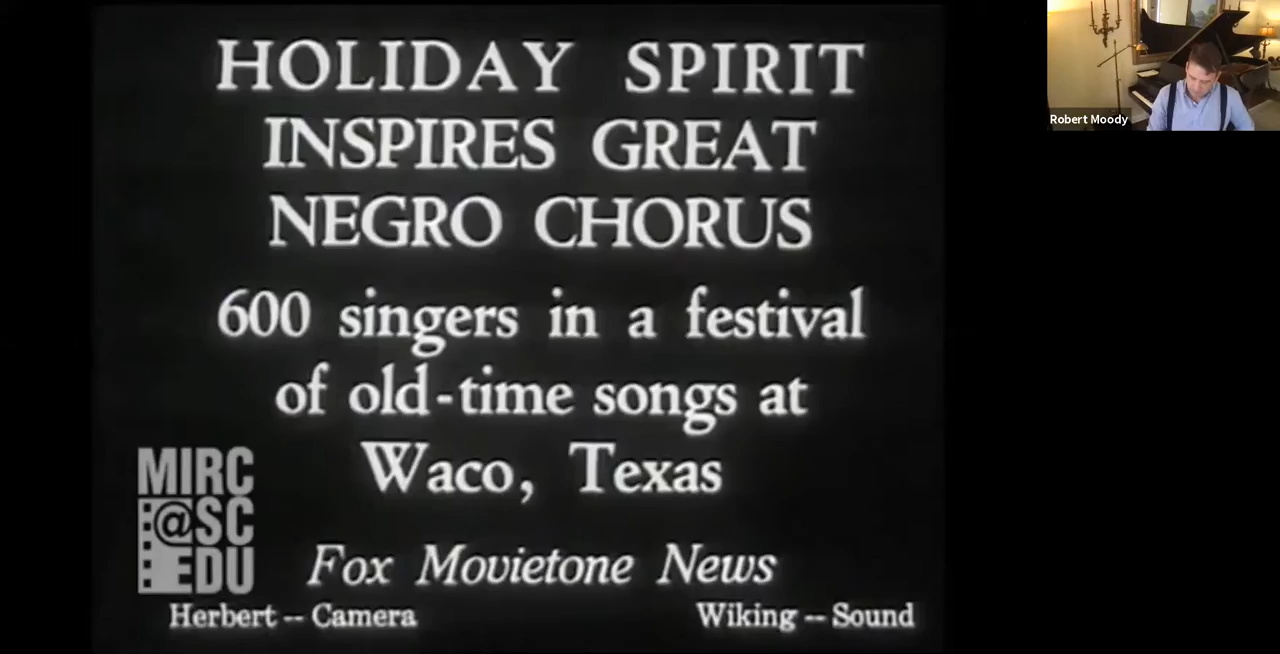 HOLIDAY SPIRIT
INSPIRES GREAT
NEGRO CHORUS
600 singers in a festival
of old-time songs at
Waco, Texas
MIRC
@SC
EDU
Fox Movietone News
Herbert -- Camera
Wiking -- Sound
Robert Moody